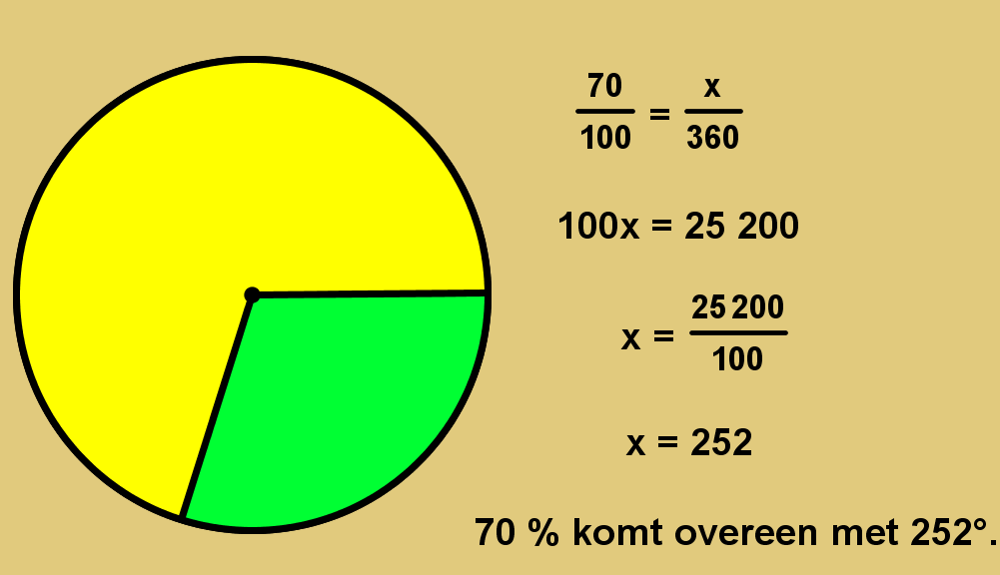 70/100 = x/360
100x = 25 200
x = 25 200/100
x = 252
70 % komt overeen met 252°.